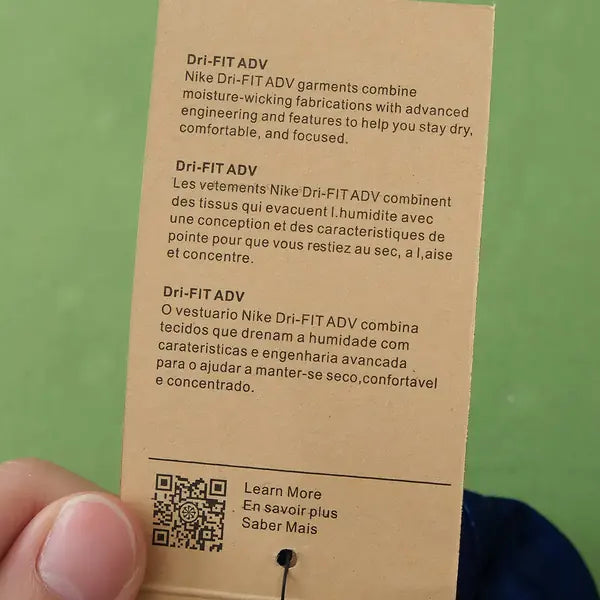 Dri-FIT ADV
Nike Dri-FIT ADV garments combine
moisture-wicking fabrications with advanced
engineering and features to help you stay dry,
comfortable, and focused.
Dri-FIT ADV
Les vetements Nike Dri-FIT ADV combinent
des tissus qui evacuent l.humidite avec
une conception et des caracteristiques de
pointe pour que vous restiez au sec, a l,aise
et concentre.
Dri-FIT ADV
O vestuario Nike Dri-FIT ADV combina
tecidos que drenam a humidade com
carateristicas e engenharia avancada
para o ajudar a manter-se seco,confortavel
e concentrado.
Learn More
En savoir plus
Saber Mais